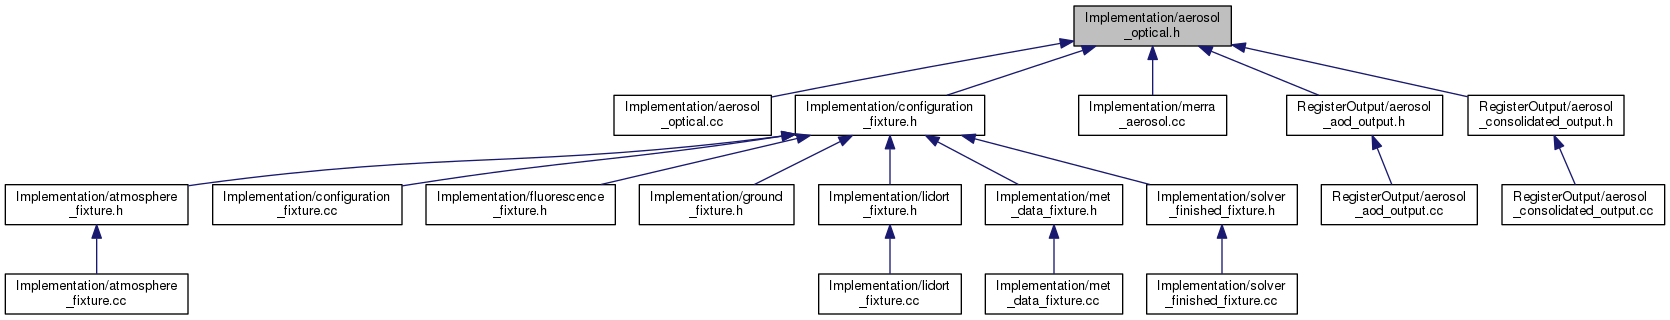 Implementation/aerosol
_optical.h
Implementation/aerosol
_optical.cc
Implementation/configuration
_fixture.h
Implementation/merra
_aerosol.cc
RegisterOutput/aerosol
_aod_output.h
RegisterOutput/aerosol
_consolidated_output.h
Implementation/atmosphere
_fixture.h
Implementation/configuration
_fixture.cc
Implementation/fluorescence
_fixture.h
Implementation/ground
_fixture.h
Implementation/lidort
_fixture.h
Implementation/met
_data_fixture.h
Implementation/solver
_finished_fixture.h
RegisterOutput/aerosol
_aod_output.cc
RegisterOutput/aerosol
_consolidated_output.cc
Implementation/atmosphere
_fixture.cc
Implementation/lidort
_fixture.cc
Implementation/met
_data_fixture.cc
Implementation/solver
_finished_fixture.cc